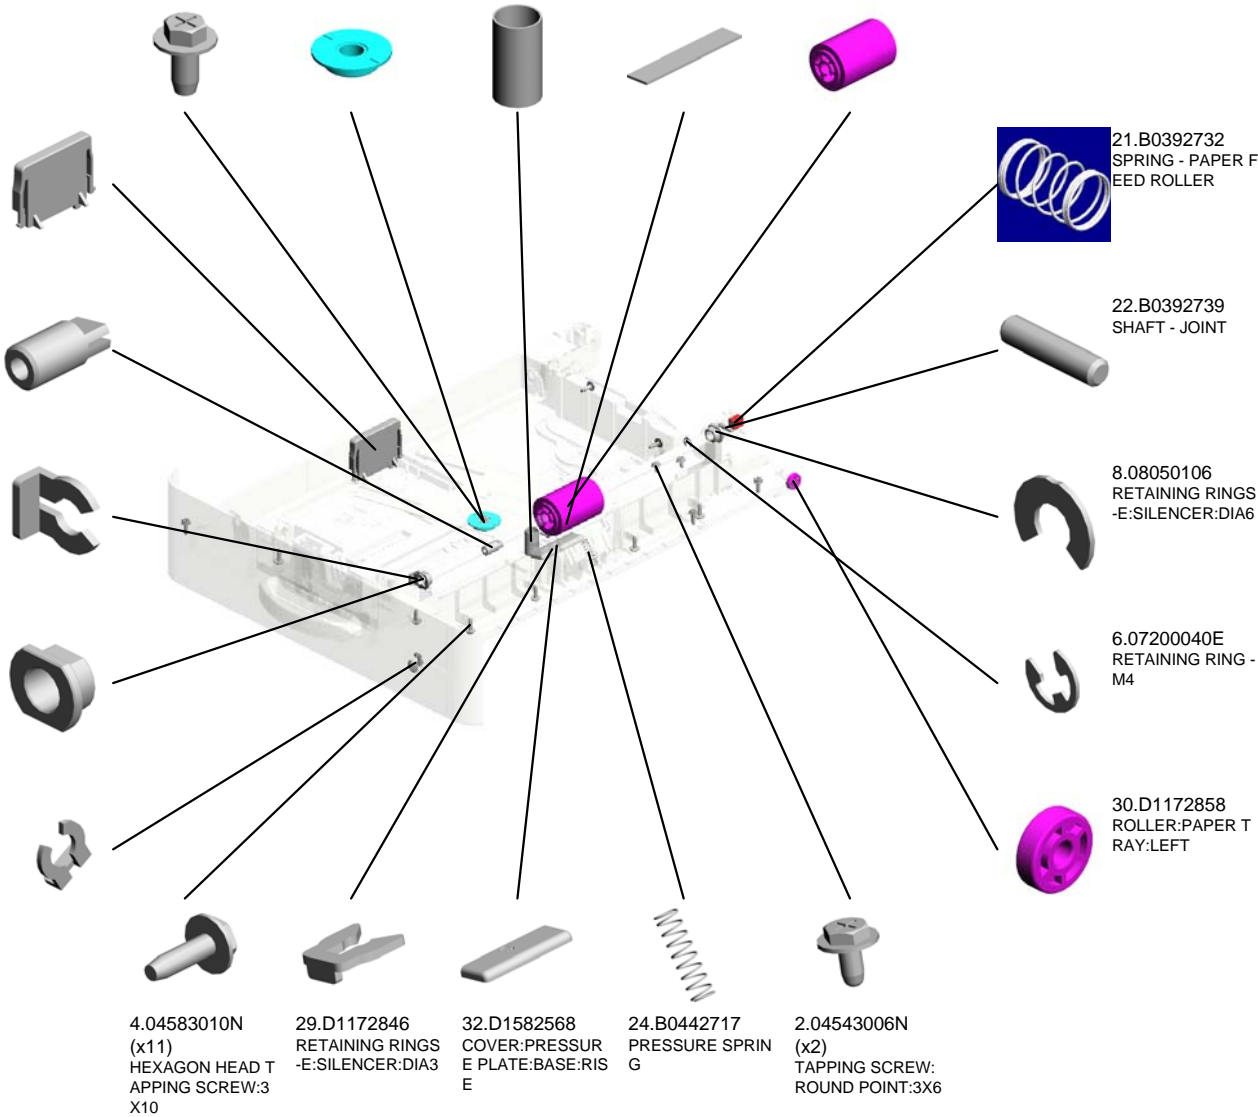 21.B0392732
SPRING - PAPER F
EED ROLLER
22.B0392739
SHAFT - JOINT
8.08050106
RETAINING RINGS
-E:SILENCER:DIA6
6.07200040E
RETAINING RING -
M4
30.D1172858
ROLLER:PAPER T
RAY:LEFT
4.04583010N
(x11)
HEXAGON HEAD T
APPING SCREW:3
X10
29.D1172846
RETAINING RINGS
-E:SILENCER:DIA3
32.D1582568
COVER:PRESSUR
E PLATE:BASE:RIS
E
24.B0442717
PRESSURE SPRIN
G
2.04543006N
(x2)
TAPPING SCREW:
ROUND POINT:3X6